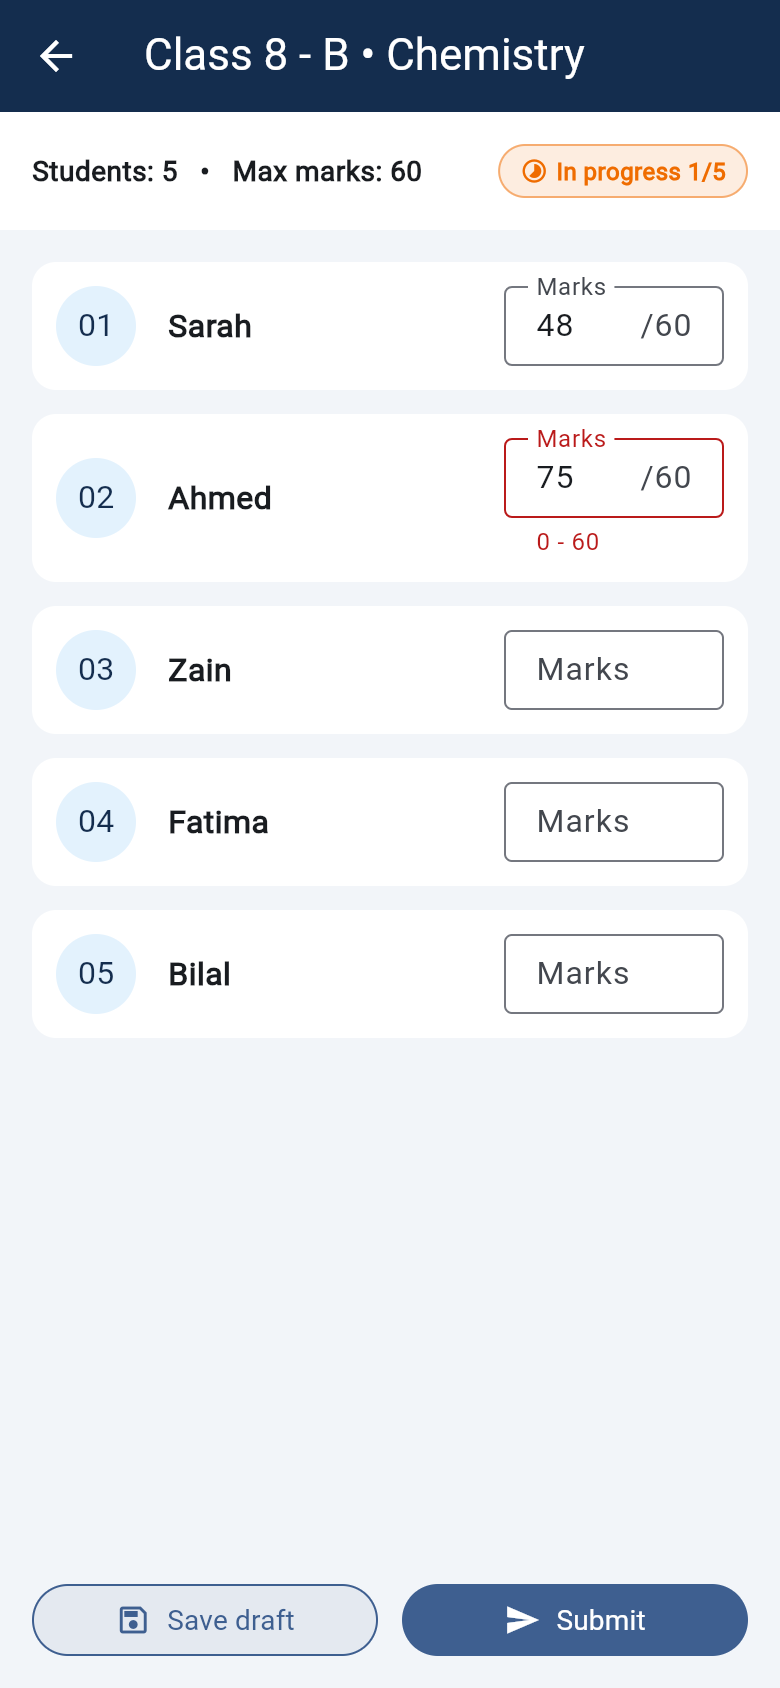 Class 8 - B • Chemistry
Students: 5 • Max marks: 60
In progress 1/5
01 Sarah
Marks
48 /60
02 Ahmed
Marks
75 /60
0 - 60
03 Zain Marks
04 Fatima Marks
05 Bilal Marks
Save draft
Submit